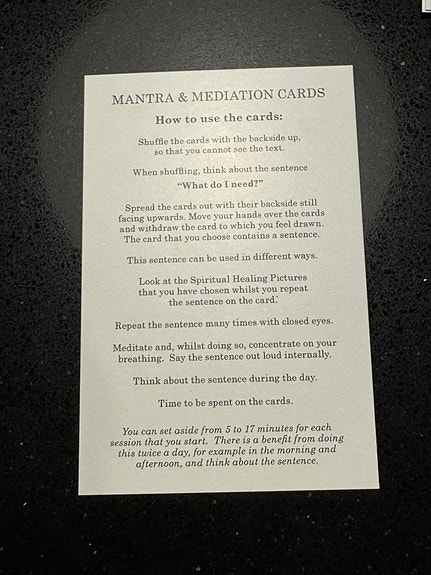 MANTRA & MEDIATION CARDS
How to use the cards:
Shuffle the cards with the backside up,
so that you cannot see the text.
When shuffling, think about the sentence
“What do I need?”
Spread the cards out with their backside still
facing upwards. Move your hands over the cards
and withdraw the card to which you feel drawn.
The card that you choose contains a sentence.
This sentence can be used in different ways.
Look at the Spiritual Healing Pictures
that you have chosen whilst you repeat
the sentence on the card.
Repeat the sentence many times with closed eyes.
Meditate and, whilst doing so, concentrate on your
breathing. Say the sentence out loud internally.
Think about the sentence during the day.
Time to be spent on the cards.
You can set aside from 5 to 17 minutes for each
session that you start. There is a benefit from doing
this twice a day, for example in the morning and
afternoon, and think about the sentence.